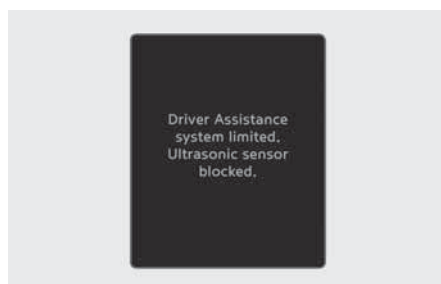 Driver Assistance
system limited.
Ultrasonic sensor
blocked.